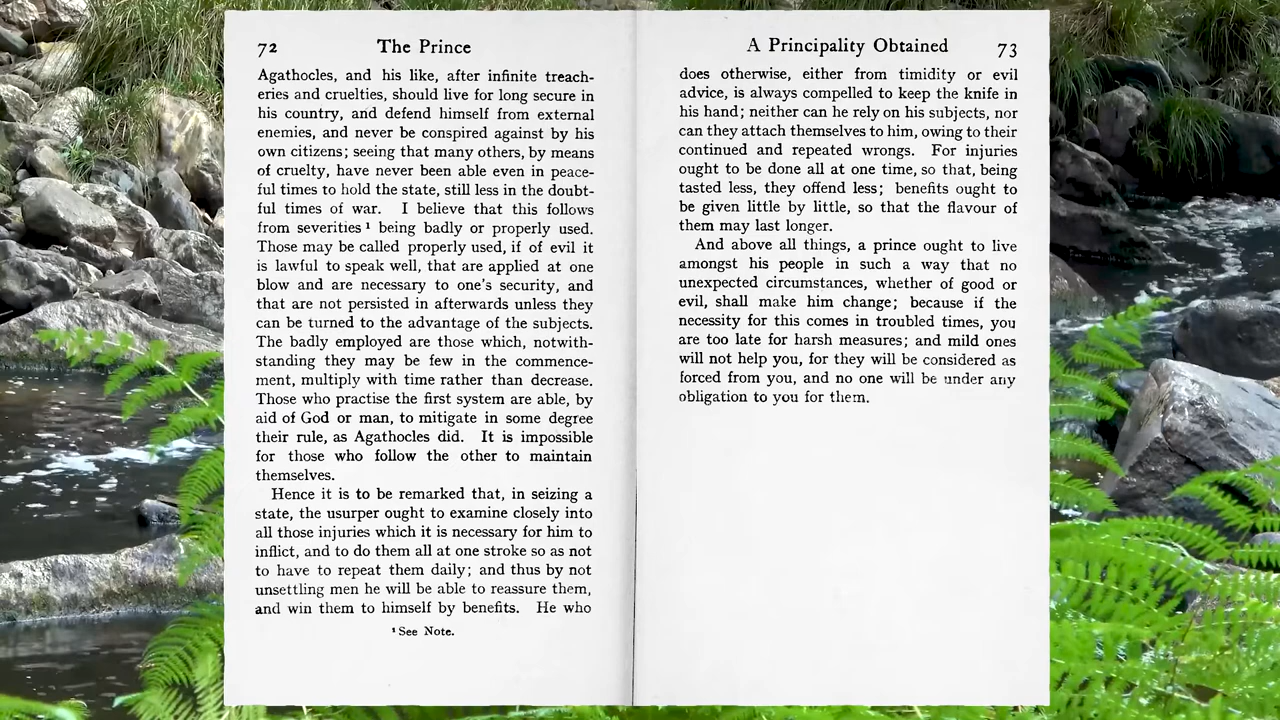 72 The Prince
Agathocles, and his like, after infinite treach-
eries and cruelties, should live for long secure in
his country, and defend himself from external
enemies, and never be conspired against by his
own citizens; seeing that many others, by means
of cruelty, have never been able even in peace-
ful times to hold the state, still less in the doubt-
ful times of war. I believe that this follows
from severities ¹ being badly or properly used.
Those may be called properly used, if of evil it
is lawful to speak well, that are applied at one
blow and are necessary to one's security, and
that are not persisted in afterwards unless they
can be turned to the advantage of the subjects.
The badly employed are those which, notwith-
standing they may be few in the commence-
ment, multiply with time rather than decrease.
Those who practise the first system are able, by
aid of God or man, to mitigate in some degree
their rule, as Agathocles did. It is impossible
for those who follow the other to maintain
themselves.
Hence it is to be remarked that, in seizing a
state, the usurper ought to examine closely into
all those injuries which it is necessary for him to
inflict, and to do them all at one stroke so as not
to have to repeat them daily; and thus by not
unsettling men he will be able to reassure them,
and win them to himself by benefits. He who
¹ See Note.
A Principality Obtained 73
does otherwise, either from timidity or evil
advice, is always compelled to keep the knife in
his hand; neither can he rely on his subjects, nor
can they attach themselves to him, owing to their
continued and repeated wrongs. For injuries
ought to be done all at one time, so that, being
tasted less, they offend less; benefits ought to
be given little by little, so that the flavour of
them may last longer.
And above all things, a prince ought to live
amongst his people in such a way that no
unexpected circumstances, whether of good or
evil, shall make him change; because if the
necessity for this comes in troubled times, you
are too late for harsh measures; and mild ones
will not help you, for they will be considered as
forced from you, and no one will be under any
obligation to you for them.